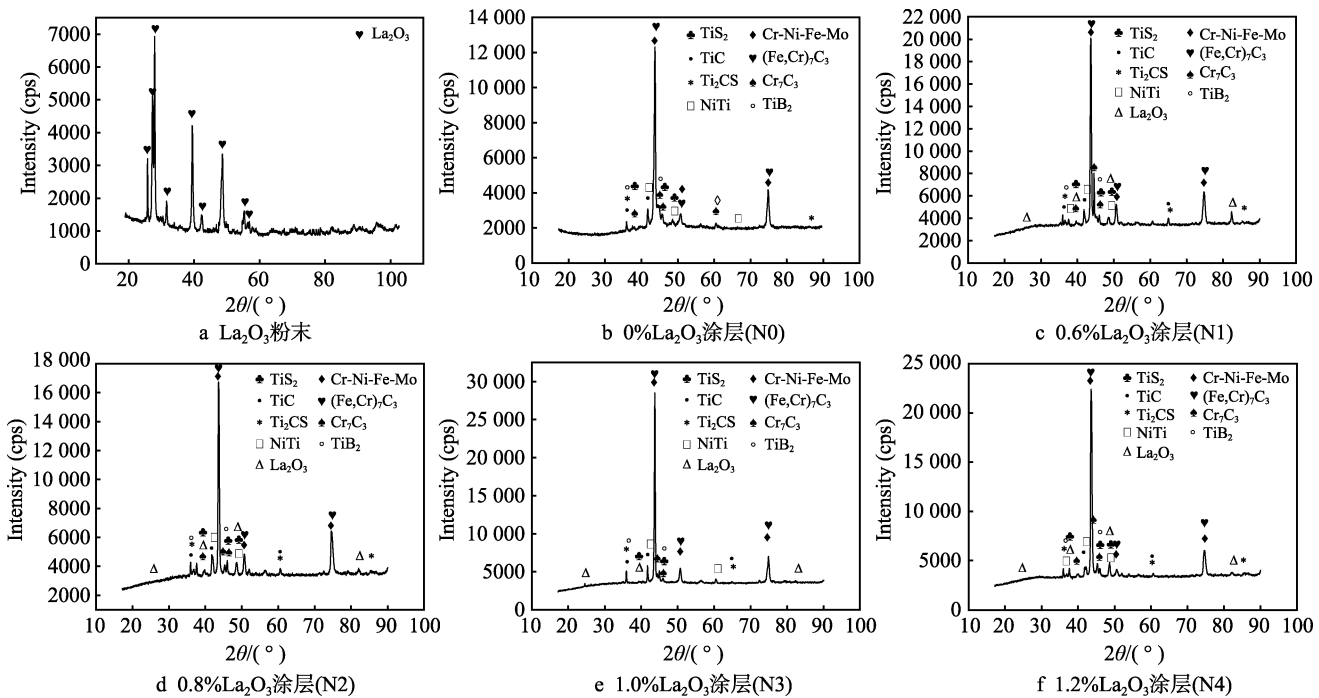 7000
6000
5000
4000
3000
2000
1000
0
20 40 60 80 100
Intensity (cps)
2θ/(°)
La₂O₃
a La₂O₃粉末
14 000
12 000
10 000
8000
6000
4000
2000
0
10 20 30 40 50 60 70 80 90 100
Intensity (cps)
2θ/(°)
TiS₂ Cr-Ni-Fe-Mo
TiC (Fe,Cr)₇C₃
Ti₂CS Cr₇C₃
NiTi TiB₂
b 0%La₂O₃涂层(N0)
22 000
20 000
18 000
16 000
14 000
12 000
10 000
8000
6000
4000
2000
0
10 20 30 40 50 60 70 80 90 100
Intensity (cps)
2θ/(°)
TiS₂ Cr-Ni-Fe-Mo
TiC (Fe,Cr)₇C₃
Ti₂CS Cr₇C₃
NiTi TiB₂
La₂O₃
c 0.6%La₂O₃涂层(N1)
18 000
16 000
14 000
12 000
10 000
8000
6000
4000
2000
10 20 30 40 50 60 70 80 90 100
Intensity (cps)
2θ/(°)
TiS₂ Cr-Ni-Fe-Mo
TiC (Fe,Cr)₇C₃
Ti₂CS Cr₇C₃
NiTi TiB₂
La₂O₃
d 0.8%La₂O₃涂层(N2)
30 000
25 000
20 000
15 000
10 000
5000
0
10 20 30 40 50 60 70 80 90 100
Intensity (cps)
2θ/(°)
TiS₂ Cr-Ni-Fe-Mo
TiC (Fe,Cr)₇C₃
Ti₂CS Cr₇C₃
NiTi TiB₂
La₂O₃
e 1.0%La₂O₃涂层(N3)
25 000
20 000
15 000
10 000
5000
0
10 20 30 40 50 60 70 80 90 100
Intensity (cps)
2θ/(°)
TiS₂ Cr-Ni-Fe-Mo
TiC (Fe,Cr)₇C₃
Ti₂CS Cr₇C₃
NiTi TiB₂
La₂O₃
f 1.2%La₂O₃涂层(N4)